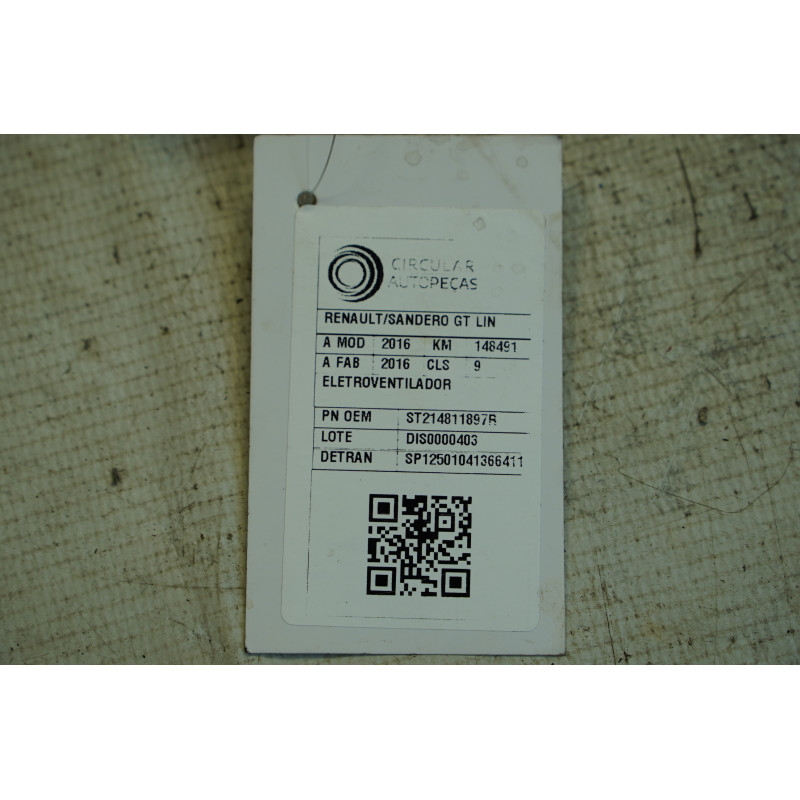 CIRCULAR
AUTOPEÇAS
RENAULT/SANDERO GT LIN
A MOD 2016 KM 148491
A FAB 2016 CLS 9
ELETROVENTILADOR
PN OEM ST214811897R
LOTE DIS0000403
DETRAN SP12501041366411